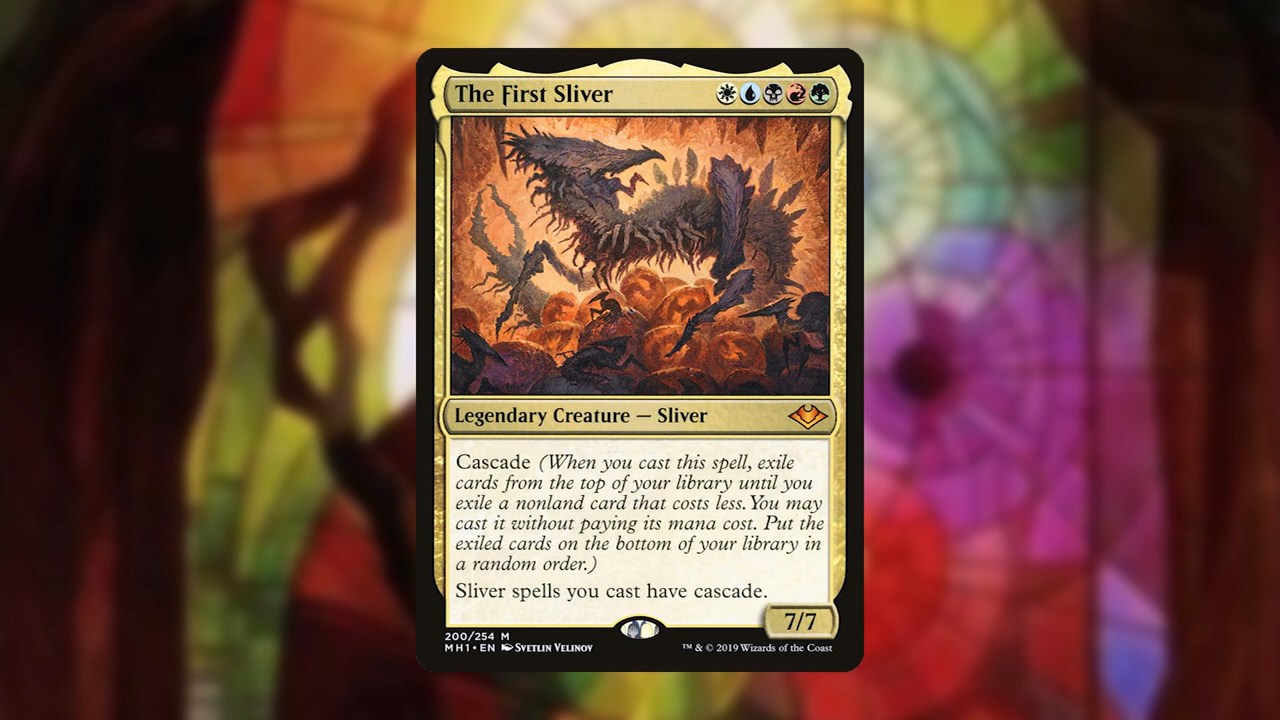 The First Sliver
Legendary Creature — Sliver
Cascade (When you cast this spell, exile
cards from the top of your library until you
exile a nonland card that costs less. You may
cast it without paying its mana cost. Put the
exiled cards on the bottom of your library in
a random order.)
Sliver spells you cast have cascade.
7/7
200/254 M
MH1 • EN Svetlin Velinov
™ & © 2019 Wizards of the Coast